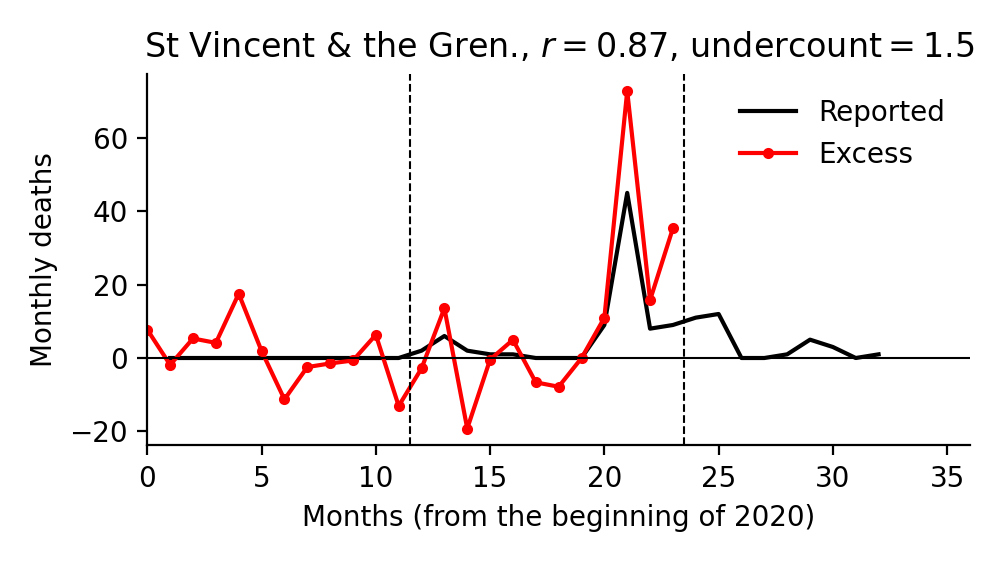 St Vincent & the Gren., r = 0.87, undercount = 1.5
Reported
Excess
Monthly deaths
60
40
20
0
−20
0 5 10 15 20 25 30 35
Months (from the beginning of 2020)